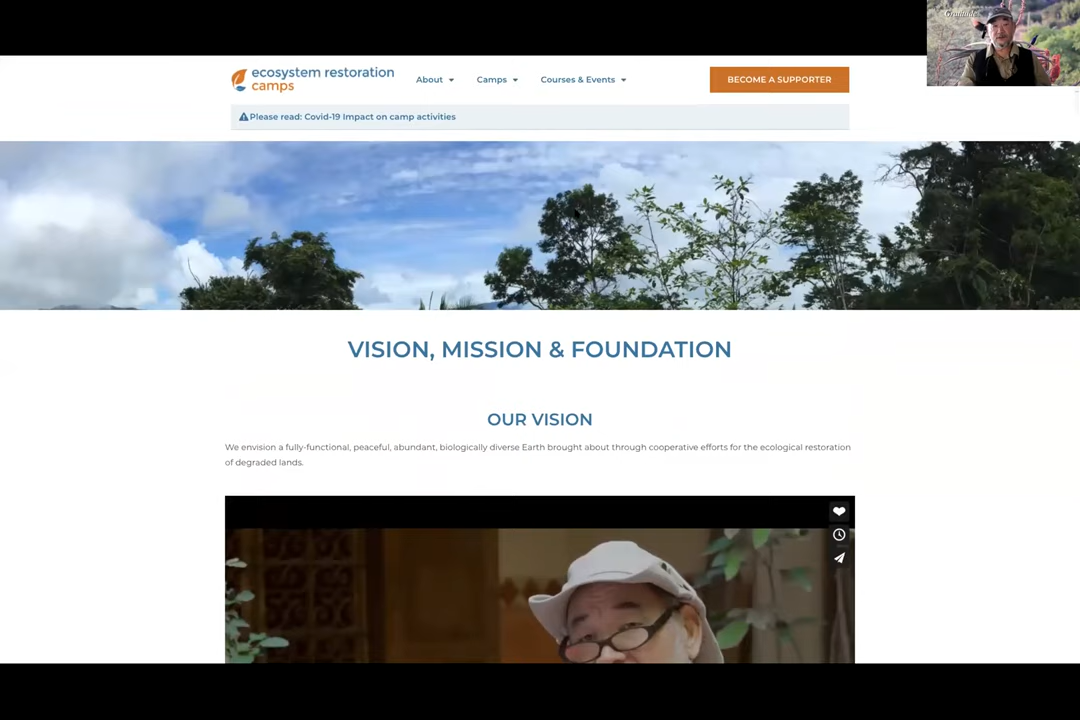 Gratitude
ecosystem restoration
camps
About
Camps
Courses & Events
BECOME A SUPPORTER
Please read: Covid-19 Impact on camp activities
VISION, MISSION & FOUNDATION
OUR VISION
We envision a fully-functional, peaceful, abundant, biologically diverse Earth brought about through cooperative efforts for the ecological restoration
of degraded lands.